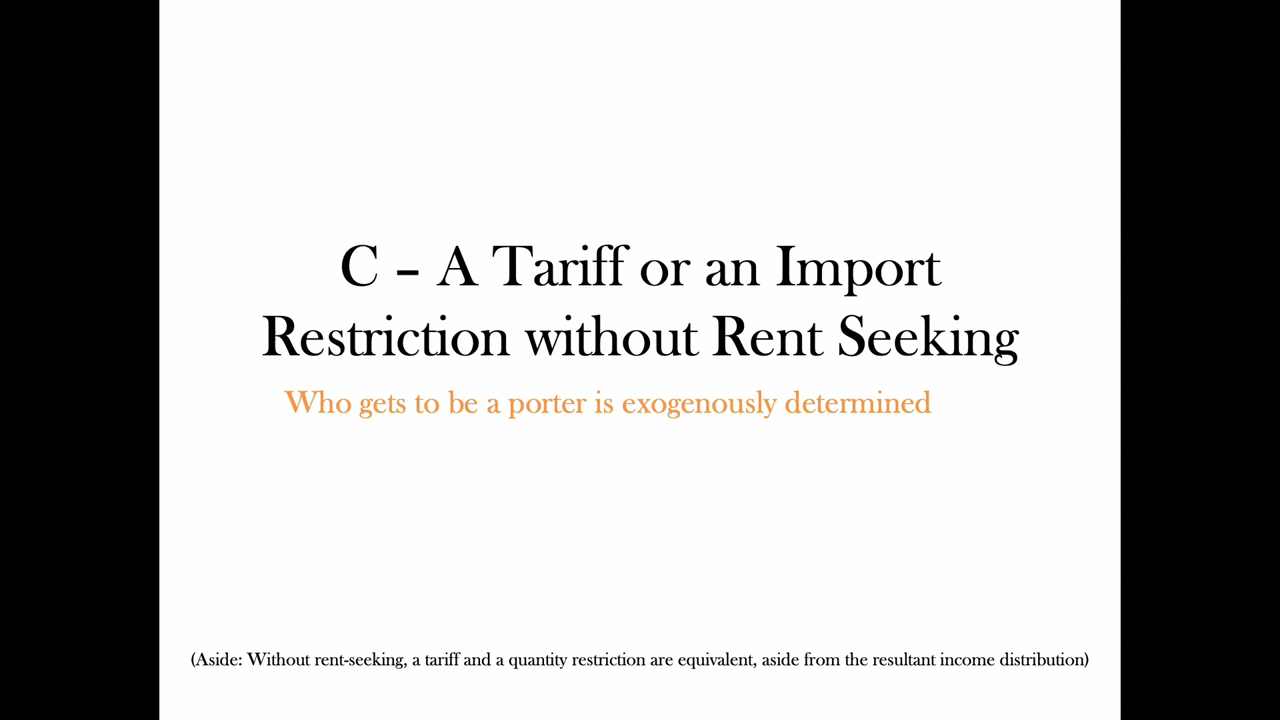 C – A Tariff or an Import
Restriction without Rent Seeking
Who gets to be a porter is exogenously determined
(Aside: Without rent-seeking, a tariff and a quantity restriction are equivalent, aside from the resultant income distribution)